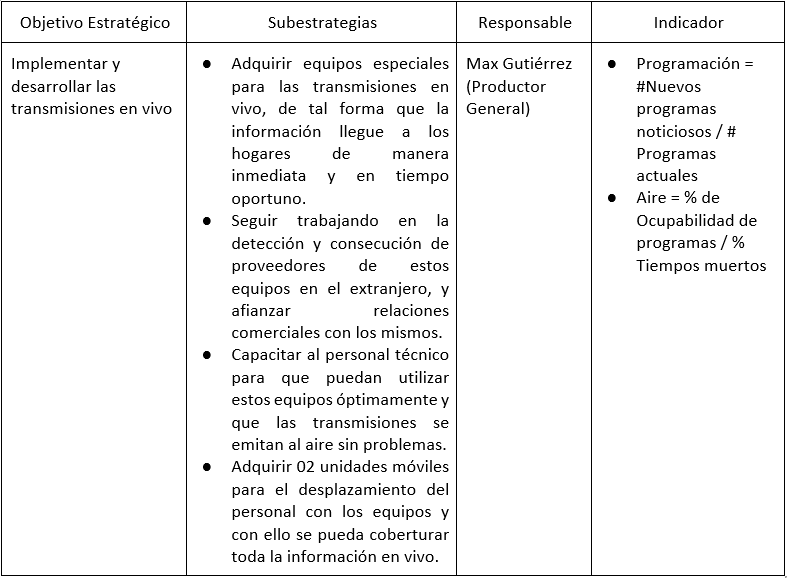 Objetivo Estratégico
Subestrategias
Responsable
Indicador
Implementar y
desarrollar las
transmisiones en vivo
● Adquirir equipos especiales
para las transmisiones en
vivo, de tal forma que la
información llegue a los
hogares de manera
inmediata y en tiempo
oportuno.
● Seguir trabajando en la
detección y consecución de
proveedores de estos
equipos en el extranjero, y
afianzar relaciones
comerciales con los mismos.
● Capacitar al personal técnico
para que puedan utilizar
estos equipos óptimamente y
que las transmisiones se
emitan al aire sin problemas.
● Adquirir 02 unidades móviles
para el desplazamiento del
personal con los equipos y
con ello se pueda coberturar
toda la información en vivo.
Max Gutiérrez
(Productor
General)
● Programación =
#Nuevos
programas
noticiosos / #
Programas
actuales
● Aire = % de
Ocupabilidad de
programas / %
Tiempos muertos